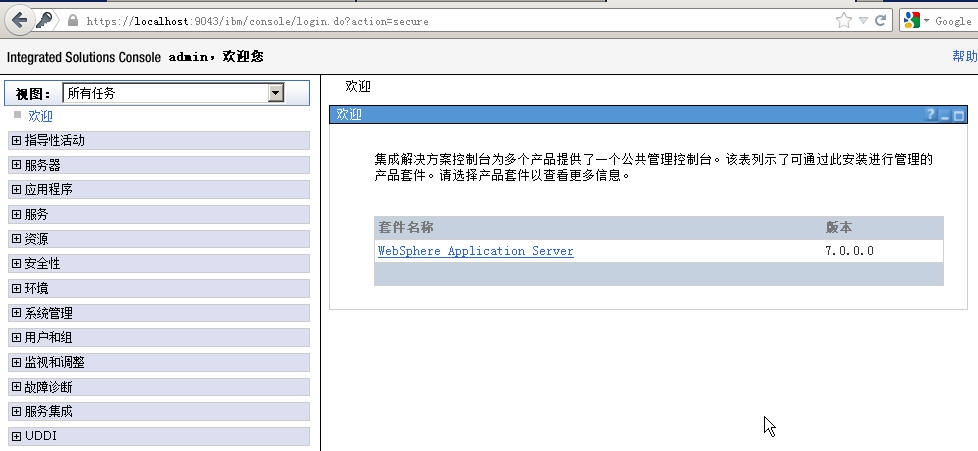 https://localhost:9043/ibm/console/login.do?action=secure
Google
Integrated Solutions Console admin，欢迎您
帮助
视图：
所有任务
欢迎
指导性活动
服务器
应用程序
服务
资源
安全性
环境
系统管理
用户和组
监视和调整
故障诊断
服务集成
UDDI
欢迎
欢迎
?
集成解决方案控制台为多个产品提供了一个公共管理控制台。该表列示了可通过此安装进行管理的
产品套件。请选择产品套件以查看更多信息。
套件名称 版本
WebSphere Application Server 7.0.0.0